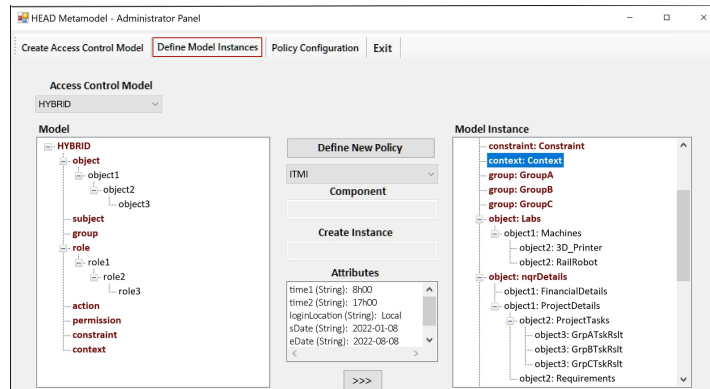 HEAD Metamodel - Administrator Panel
Create Access Control Model Define Model Instances Policy Configuration Exit
Access Control Model
HYBRID
Model
HYBRID
object
object1
object2
object3
subject
group
role
role1
role2
role3
action
permission
constraint
context
Define New Policy
ITMI
Component
Create Instance
Attributes
time1 (String): 8h00
time2 (String): 17h00
loginLocation (String): Local
sDate (String): 2022-01-08
eDate (String): 2022-08-08
>>>
Model Instance
constraint: Constraint
context: Context
group: GroupA
group: GroupB
group: GroupC
object: Labs
object1: Machines
object2: 3D_Printer
object2: RailRobot
object: nqrDetails
object1: FinancialDetails
object1: ProjectDetails
object2: ProjectTasks
object3: GrpATskRslt
object3: GrpBTskRslt
object3: GrpCTskRslt
object2: Requirements